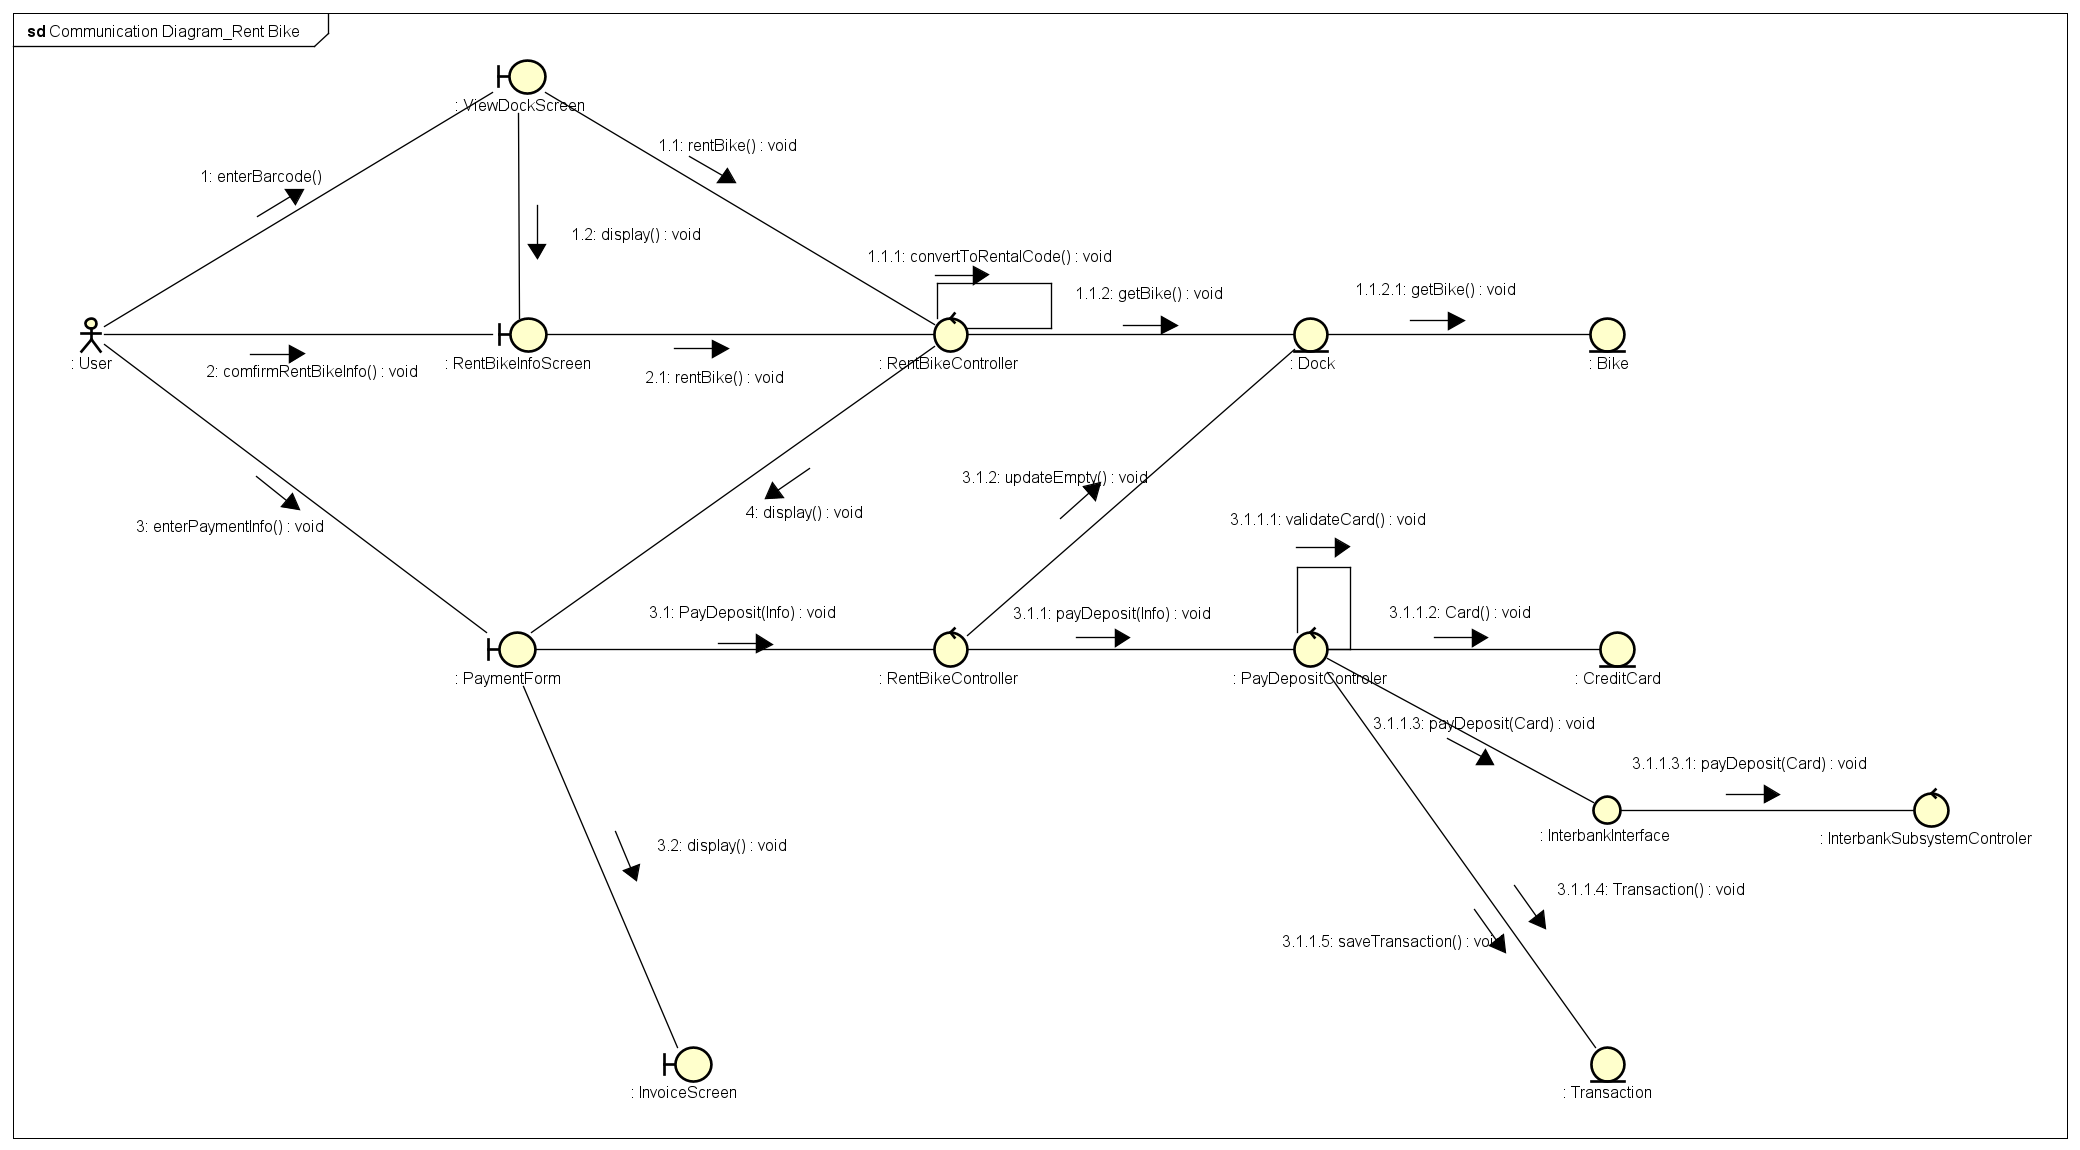 sd Communication Diagram_Rent Bike
: ViewDockScreen
1.1: rentBike() : void
1: enterBarcode()
1.2: display() : void
1.1.1: convertToRentalCode() : void
1.1.2: getBike() : void
1.1.2.1: getBike() : void
: User
2: comfirmRentBikeInfo() : void
: RentBikeInfoScreen
2.1: rentBike() : void
: RentBikeController
: Dock
: Bike
3: enterPaymentInfo() : void
4: display() : void
3.1.2: updateEmpty() : void
3.1.1.1: validateCard() : void
3.1: PayDeposit(Info) : void
3.1.1: payDeposit(Info) : void
3.1.1.2: Card() : void
: PaymentForm
: RentBikeController
: PayDepositControler
: CreditCard
3.1.1.3: payDeposit(Card) : void
3.1.1.3.1: payDeposit(Card) : void
: InterbankInterface
: InterbankSubsystemControler
3.2: display() : void
3.1.1.4: Transaction() : void
3.1.1.5: saveTransaction() : void
: InvoiceScreen
: Transaction